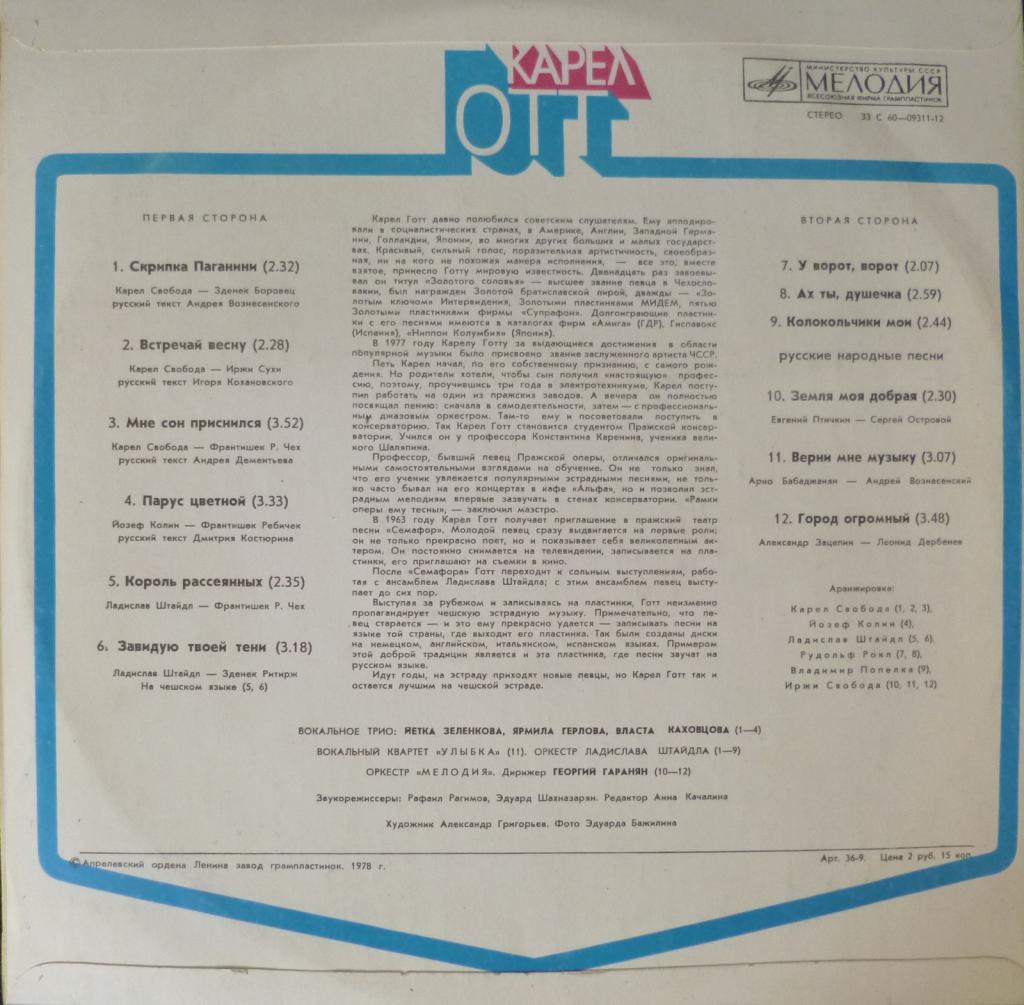 КАРЕЛ
ГОТТ
МИНИСТЕРСТВО КУЛЬТУРЫ СССР
МЕЛОДИЯ
ВСЕСОЮЗНАЯ ФИРМА ГРАМПЛАСТИНОК
СТЕРЕО 33 С 60—09311-12
ПЕРВАЯ СТОРОНА
1. Скрипка Паганини (2.32)
Карел Свобода — Зденек Боровец
русский текст Андрея Вознесенского
2. Встречай весну (2.28)
Карел Свобода — Иржи Сухи
русский текст Игоря Кохановского
3. Мне сон приснился (3.52)
Карел Свобода — Франтишек Р. Чех
русский текст Андрея Дементьева
4. Парус цветной (3.33)
Йозеф Колин — Франтишек Ребичек
русский текст Дмитрия Костюрина
5. Король рассеянных (2.35)
Ладислав Штайдл — Франтишек Р. Чех
6. Завидую твоей тени (3.18)
Ладислав Штайдл — Зденек Ритирж
На чешском языке (5, 6)
Карел Готт давно полюбился советским слушателям. Ему апплодиро-
вали в социалистических странах, в Америке, Англии, Западной Герма-
нии, Голландии, Японии, во многих других больших и малых государст-
вах. Красивый, сильный голос, поразительная артистичность, своеобраз-
ная, ни на кого не похожая манера исполнения, — все это, вместе
взятое, принесло Готту мировую известность. Двенадцать раз завоевы-
вал он титул «Золотого соловья» — высшее звание певца в Чехосло-
вакии, был награжден Золотой братиславской лирой, дважды — «Зо-
лотым ключом» Интервидения, Золотыми пластинками МИДЕМ, пятью
Золотыми пластинками фирмы «Супрафон». Долгоиграющие пластин-
ки с его песнями имеются в каталогах фирм «Амига» (ГДР), Гиспавокс
(Испания), «Ниппон Колумбия» (Япония).
В 1977 году Карелу Готту за выдающиеся достижения в области
популярной музыки было присвоено звание заслуженного артиста ЧССР.
Петь Карел начал, по его собственному признанию, с самого рож-
дения. Но родители хотели, чтобы сын получил «настоящую» профес-
сию, поэтому, проучившись три года в электротехникуме, Карел посту-
пил работать на один из пражских заводов. А вечера он полностью
посвящал пению: сначала в самодеятельности, затем — с профессиональ-
ным джазовым оркестром. Там-то ему и посоветовали поступить в
консерваторию. Так Карел Готт становится студентом Пражской консер-
ватории. Учился он у профессора Константина Каренина, ученика вели-
кого Шаляпина.
Профессор, бывший певец Пражской оперы, отличался оригиналь-
ными самостоятельными взглядами на обучение. Он не только знал,
что его ученик увлекается популярными эстрадными песнями, не толь-
ко часто бывал на его концертах в кафе «Альфа», но и позволил эст-
радным мелодиям впервые зазвучать в стенах консерватории. «Рамки
оперы ему тесны», — заключил маэстро.
В 1963 году Карел Готт получает приглашение в пражский театр
песни «Семафор». Молодой певец сразу выдвигается на первые роли;
он не только прекрасно поет, но и показывает себя великолепным ак-
тером. Он постоянно снимается на телевидении, записывается на пла-
стинки, его приглашают на съемки в кино.
После «Семафора» Готт переходит к сольным выступлениям, рабо-
тая с ансамблем Ладислава Штайдла; с этим ансамблем певец высту-
пает до сих пор.
Выступая за рубежом и записываясь на пластинки, Готт неизменно
пропагандирует чешскую эстрадную музыку. Примечательно, что пе-
вец старается — и это ему прекрасно удается — записывать песни на
языке той страны, где выходит его пластинка. Так были созданы диски
на немецком, английском, итальянском, испанском языках. Примером
этой доброй традиции является и эта пластинка, где песни звучат на
русском языке.
Идут годы, на эстраду приходят новые певцы, но Карел Готт так и
остается лучшим на чешской эстраде.
ВТОРАЯ СТОРОНА
7. У ворот, ворот (2.07)
8. Ах ты, душечка (2.59)
9. Колокольчики мои (2.44)
русские народные песни
10. Земля моя добрая (2.30)
Евгений Птичкин — Сергей Островой
11. Верни мне музыку (3.07)
Арно Бабаджанян — Андрей Вознесенский
12. Город огромный (3.48)
Александр Зацепин — Леонид Дербенев
Аранжировка:
Карел Свобода (1, 2, 3),
Йозеф Колин (4),
Ладислав Штайдл (5, 6),
Рудольф Рокл (7, 8),
Владимир Попелка (9),
Иржи Свобода (10, 11, 12)
ВОКАЛЬНОЕ ТРИО: ЙЕТКА ЗЕЛЕНКОВА, ЯРМИЛА ГЕРЛОВА, ВЛАСТА КАХОВЦОВА (1—4)
ВОКАЛЬНЫЙ КВАРТЕТ «УЛЫБКА» (11). ОРКЕСТР ЛАДИСЛАВА ШТАЙДЛА (1—9)
ОРКЕСТР «МЕЛОДИЯ». Дирижер ГЕОРГИЙ ГАРАНЯН (10—12)
Звукорежиссеры: Рафаил Рагимов, Эдуард Шахназарян. Редактор Анна Качалина
Художник Александр Григорьев. Фото Эдуарда Бажилина
© Апрелевский ордена Ленина завод грампластинок. 1978 г.
Арт. 36-9. Цена 2 руб. 15 коп.